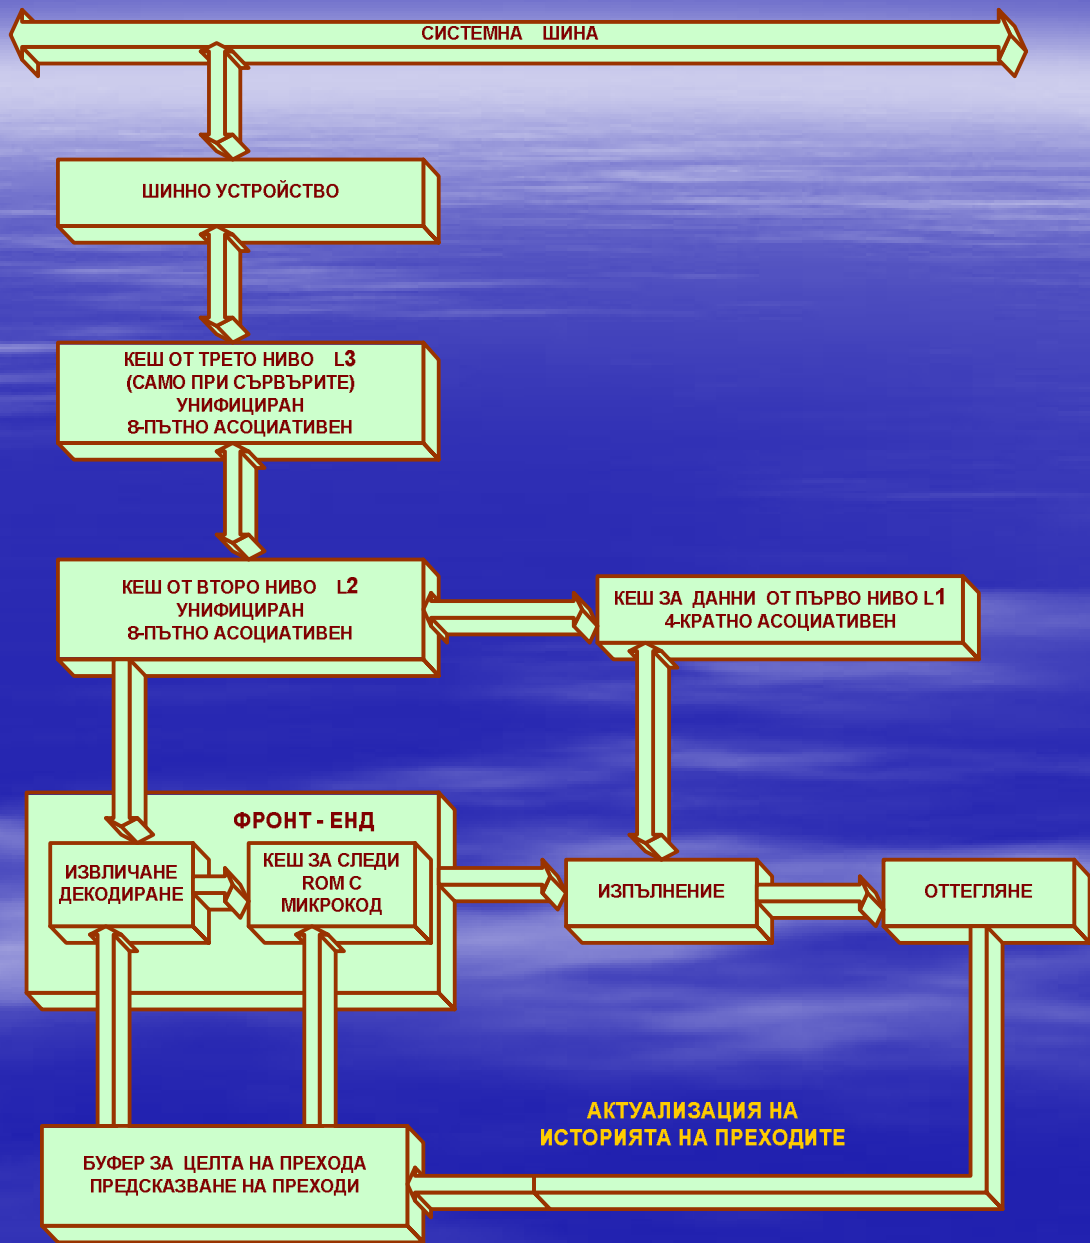 СИСТЕМНА ШИНА
ШИННО УСТРОЙСТВО
КЕШ ОТ ТРЕТО НИВО L3
(САМО ПРИ СЪРВЪРИТЕ)
УНИФИЦИРАН
8-ПЪТНО АСОЦИАТИВЕН
КЕШ ОТ ВТОРО НИВО L2
УНИФИЦИРАН
8-ПЪТНО АСОЦИАТИВЕН
КЕШ ЗА ДАННИ ОТ ПЪРВО НИВО L1
4-КРАТНО АСОЦИАТИВЕН
ФРОНТ - ЕНД
ИЗВЛИЧАНЕ
ДЕКОДИРАНЕ
КЕШ ЗА СЛЕДИ
ROM С
МИКРОКОД
ИЗПЪЛНЕНИЕ
ОТТЕГЛЯНЕ
АКТУАЛИЗАЦИЯ НА
ИСТОРИЯТА НА ПРЕХОДИТЕ
БУФЕР ЗА ЦЕЛТА НА ПРЕХОДА
ПРЕДСКАЗВАНЕ НА ПРЕХОДИ